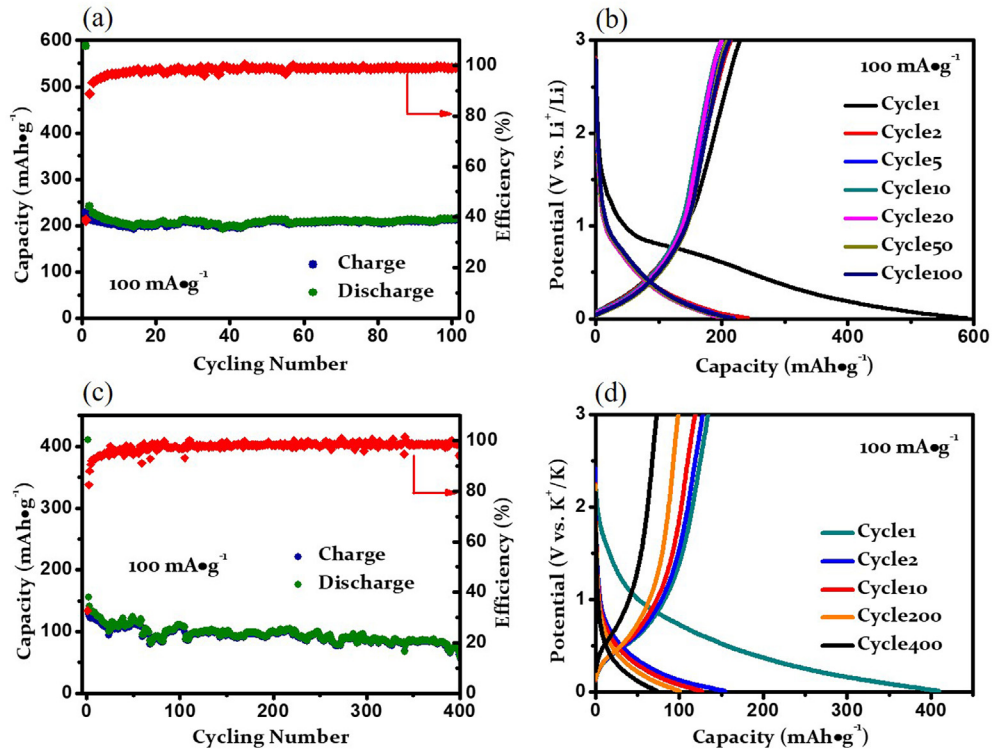 (a)
600
500
400
300
200
100
0
Capacity (mAh●g⁻¹)
100
80
60
40
20
0
Efficiency (%)
Charge
Discharge
100 mA●g⁻¹
0 20 40 60 80 100
Cycling Number
(b)
3
2
1
0
Potential (V vs. Li⁺/Li)
100 mA●g⁻¹
Cycle1
Cycle2
Cycle5
Cycle10
Cycle20
Cycle50
Cycle100
0 200 400 600
Capacity (mAh●g⁻¹)
(c)
400
300
200
100
0
Capacity (mAh●g⁻¹)
100
80
60
40
20
0
Efficiency (%)
100 mA●g⁻¹
Charge
Discharge
0 100 200 300 400
Cycling Number
(d)
3
2
1
0
Potential (V vs. K⁺/K)
100 mA●g⁻¹
Cycle1
Cycle2
Cycle10
Cycle200
Cycle400
0 100 200 300 400
Capacity (mAh●g⁻¹)